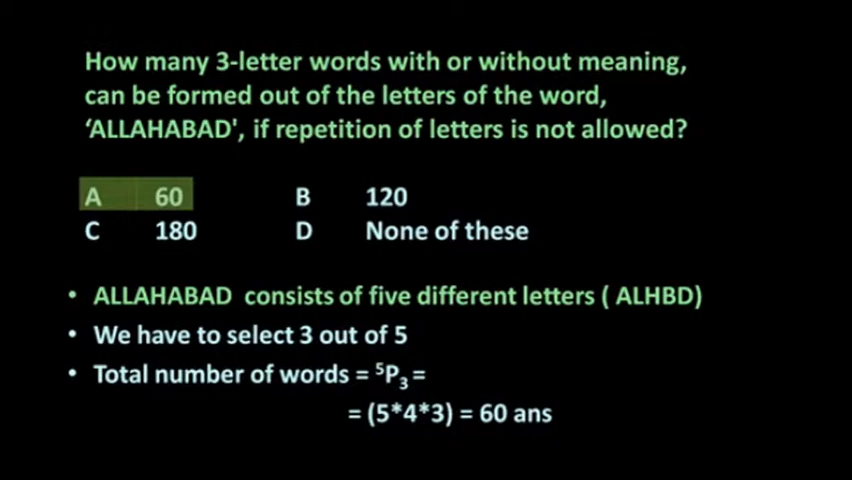 How many 3-letter words with or without meaning,
can be formed out of the letters of the word,
‘ALLAHABAD', if repetition of letters is not allowed?
A 60 B 120
C 180 D None of these
• ALLAHABAD consists of five different letters ( ALHBD)
• We have to select 3 out of 5
• Total number of words = ⁵P₃ =
= (5*4*3) = 60 ans